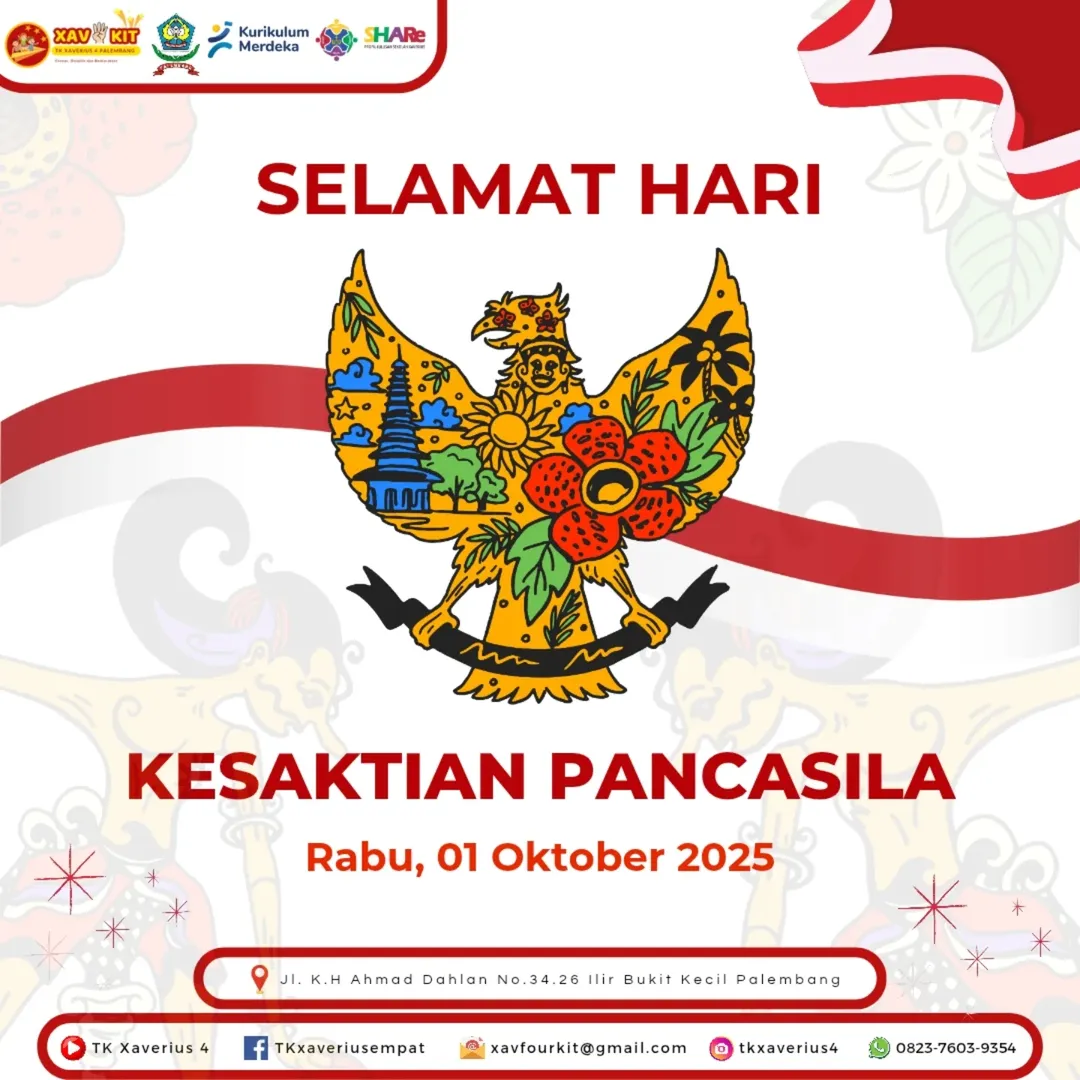 XAV KIT
TK XAVERIUS 4 PALEMBANG
Kurikulum
Merdeka
SHARe
SELAMAT HARI
KESAKTIAN PANCASILA
Rabu, 01 Oktober 2025
Jl. K.H Ahmad Dahlan No.34.26 Ilir Bukit Kecil Palembang
TK Xaverius 4
TKxaveriusempat
xavfourkit@gmail.com
tkxaverius4
0823-7603-9354